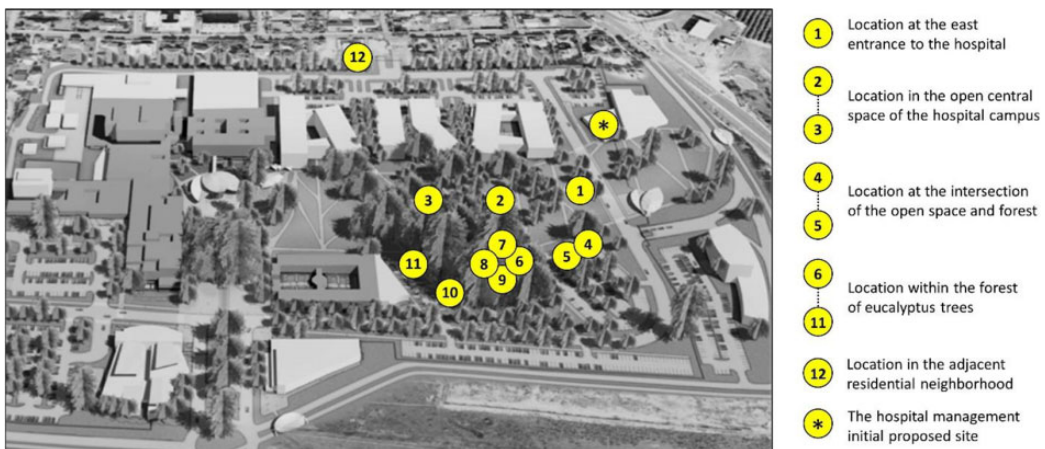 12
*
1
3
2
7
4
5
8
6
11
9
10
1
Location at the east
entrance to the hospital
2
3
Location in the open central
space of the hospital campus
4
5
Location at the intersection
of the open space and forest
6
11
Location within the forest
of eucalyptus trees
12
Location in the adjacent
residential neighborhood
*
The hospital management
initial proposed site